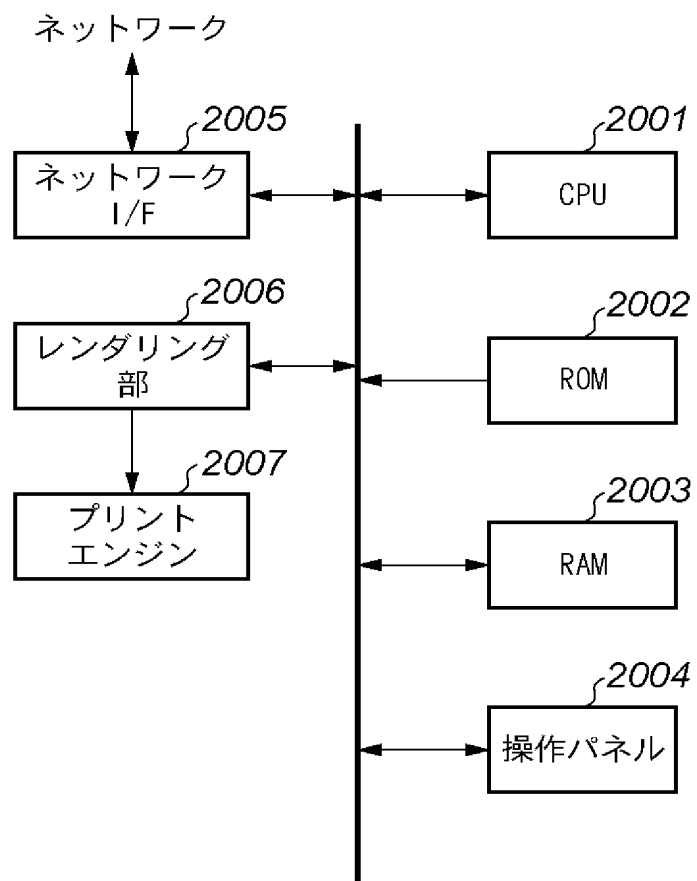 ネットワーク
2005
ネットワーク
I/F
2006
レンダリング
部
2007
プリント
エンジン
2001
CPU
2002
ROM
2003
RAM
2004
操作パネル